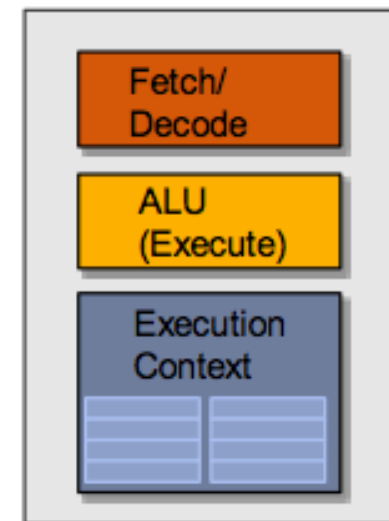 Fetch/
Decode
ALU
(Execute)
Execution
Context